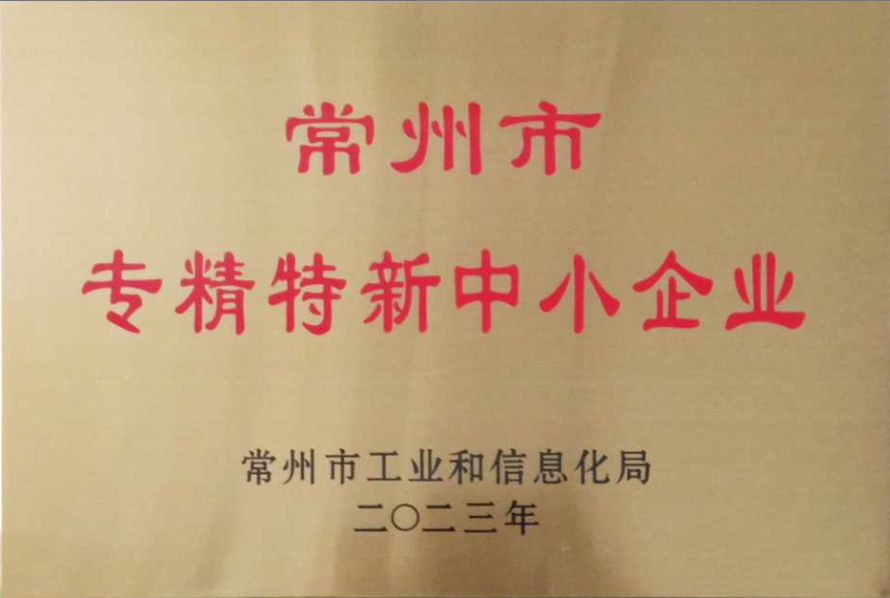 常州市
专精特新中小企业
常州市工业和信息化局
二〇二三年